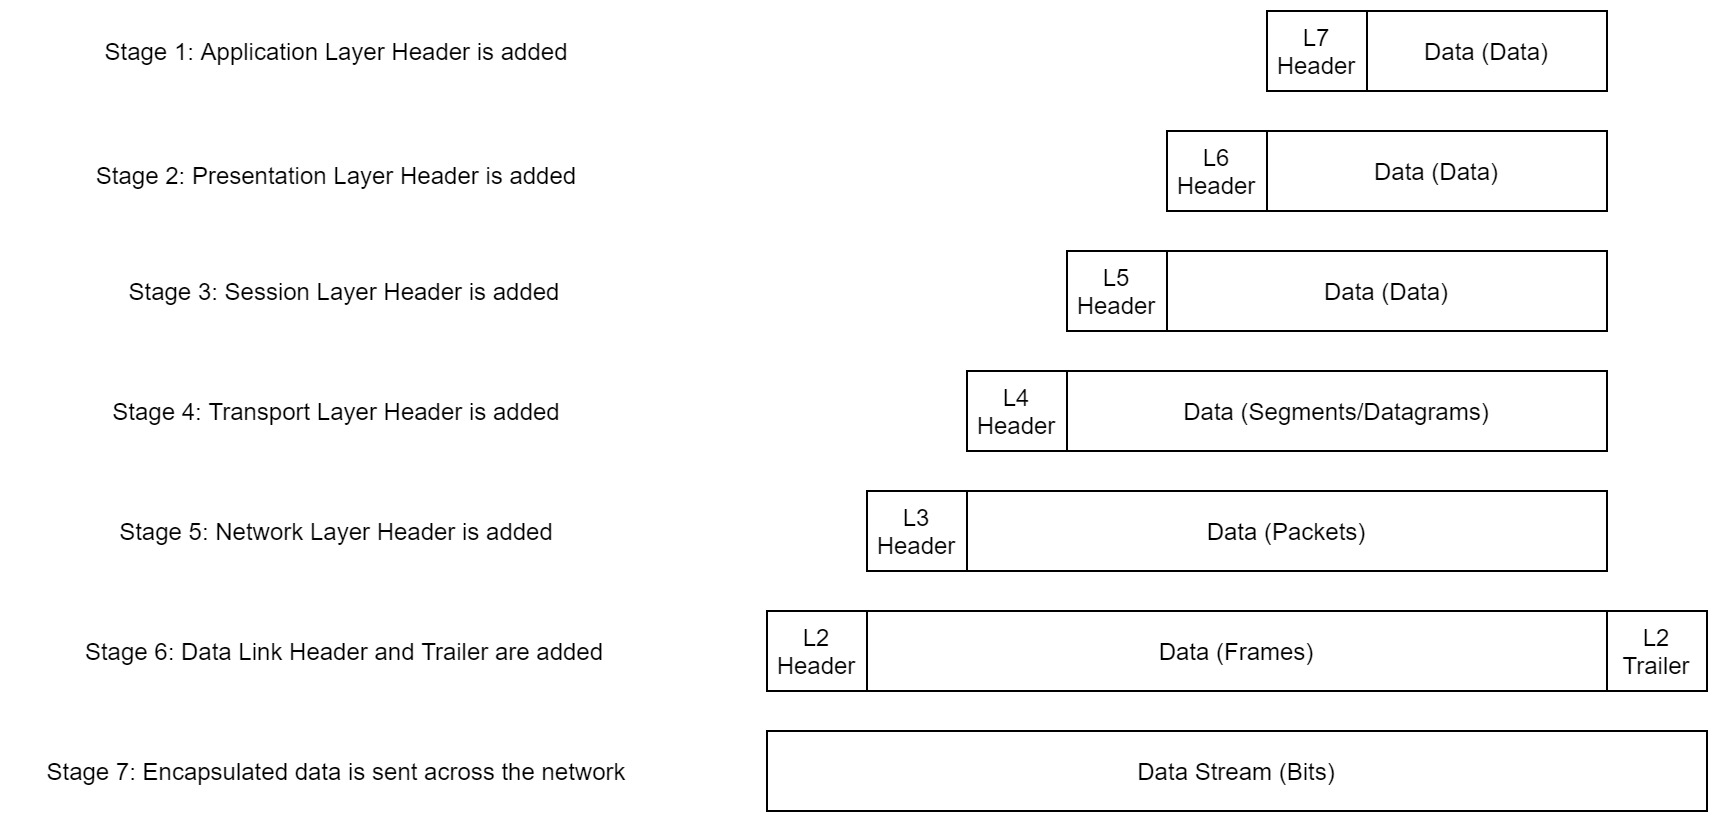 Stage 1: Application Layer Header is added
L7
Header
Data (Data)
Stage 2: Presentation Layer Header is added
L6
Header
Data (Data)
Stage 3: Session Layer Header is added
L5
Header
Data (Data)
Stage 4: Transport Layer Header is added
L4
Header
Data (Segments/Datagrams)
Stage 5: Network Layer Header is added
L3
Header
Data (Packets)
Stage 6: Data Link Header and Trailer are added
L2
Header
Data (Frames)
L2
Trailer
Stage 7: Encapsulated data is sent across the network
Data Stream (Bits)